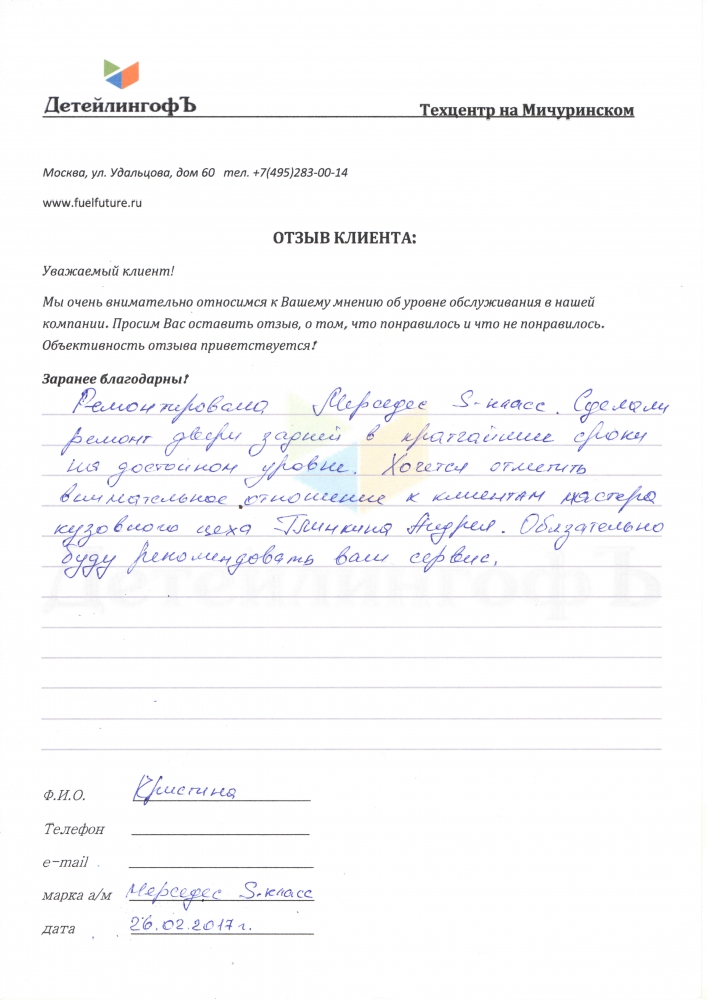 ДетейлингофЪ
Техцентр на Мичуринском
Москва, ул. Удальцова, дом 60 тел. +7(495)283-00-14
www.fuelfuture.ru
ОТЗЫВ КЛИЕНТА:
Уважаемый клиент!
Мы очень внимательно относимся к Вашему мнению об уровне обслуживания в нашей
компании. Просим Вас оставить отзыв, о том, что понравилось и что не понравилось.
Объективность отзыва приветствуется!
Заранее благодарны!
Ремонтировала Мерседес S-класс. Сделали
ремонт двери задней в кратчайшие сроки
на достойном уровне. Хочется отметить
внимательное отношение к клиентам мастера
кузовного цеха Глинкина Андрея. Обязательно
буду рекомендовать ваш сервис.
ДетейлингофЪ
Ф.И.О. Кристина
Телефон
e-mail
марка а/м Мерседес S-класс
дата 26.02.2017г.